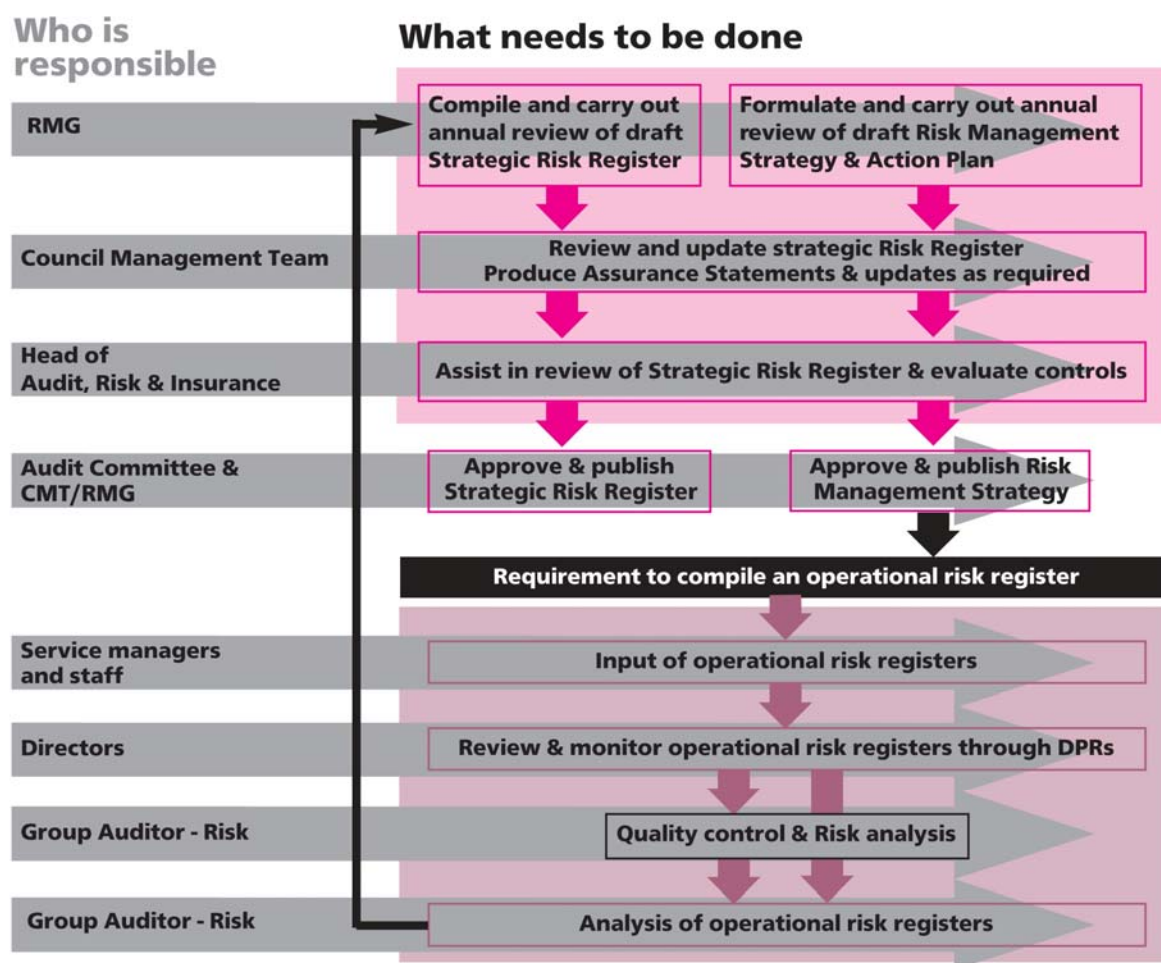 Who is
responsible
What needs to be done
RMG
Compile and carry out
annual review of draft
Strategic Risk Register
Formulate and carry out annual
review of draft Risk Management
Strategy & Action Plan
Council Management Team
Review and update strategic Risk Register
Produce Assurance Statements & updates as required
Head of
Audit, Risk & Insurance
Assist in review of Strategic Risk Register & evaluate controls
Audit Committee &
CMT/RMG
Approve & publish
Strategic Risk Register
Approve & publish Risk
Management Strategy
Requirement to compile an operational risk register
Service managers
and staff
Input of operational risk registers
Directors
Review & monitor operational risk registers through DPRs
Group Auditor - Risk
Quality control & Risk analysis
Group Auditor - Risk
Analysis of operational risk registers